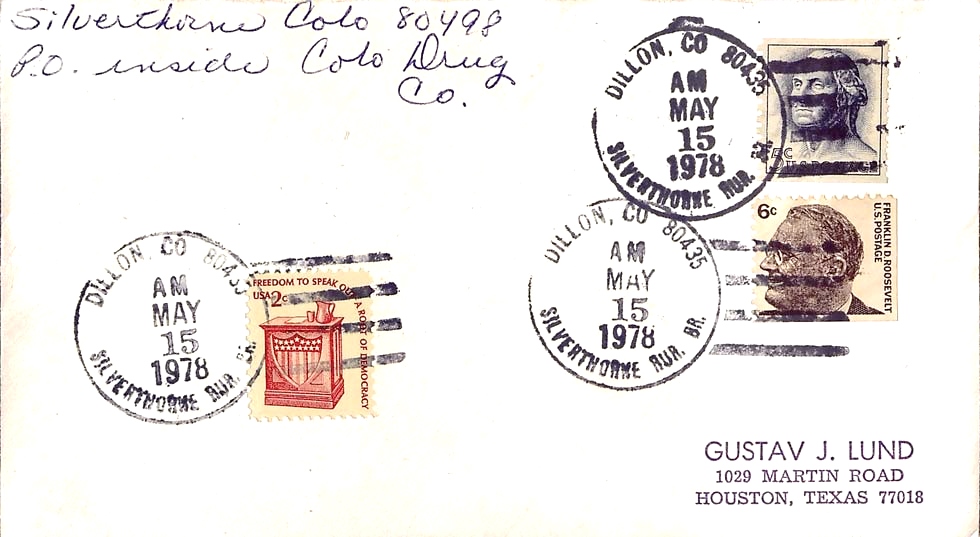 Silverthorne Colo 80498
P.O. inside Colo Drug
Co.
DILLON, CO 80435
AM
MAY
15
1978
SILVERTHORNE RUR. BR.
5c
U.S. POSTAGE
DILLON, CO 80435
AM
MAY
15
1978
SILVERTHORNE RUR. BR.
6c
FRANKLIN D. ROOSEVELT
U.S. POSTAGE
DILLON, CO 80435
AM
MAY
15
1978
SILVERTHORNE RUR. BR.
FREEDOM TO SPEAK OUT A ROOT OF DEMOCRACY
USA 2c
GUSTAV J. LUND
1029 MARTIN ROAD
HOUSTON, TEXAS 77018